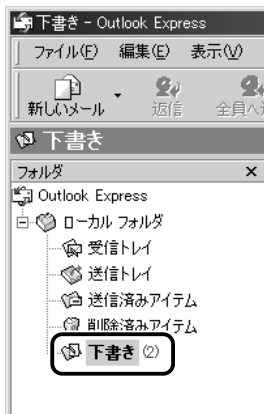 下書き - Outlook Express
ファイル(F) 編集(E) 表示(V)
新しいメール 返信 全員へ
下書き
フォルダ ×
Outlook Express
ローカル フォルダ
受信トレイ
送信トレイ
送信済みアイテム
削除済みアイテム
下書き (2)